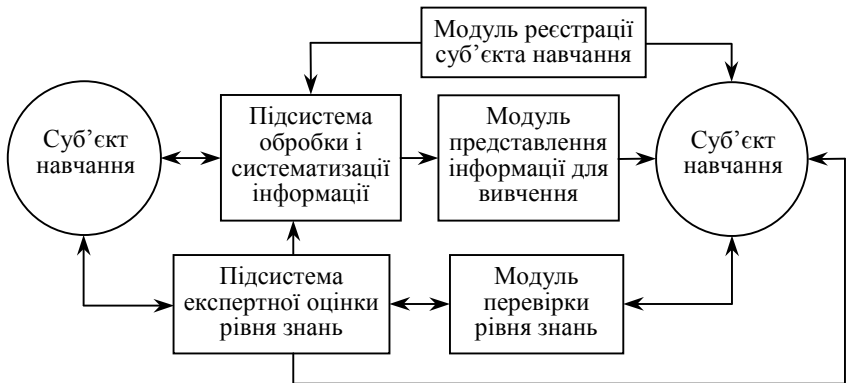 Модуль реєстрації
суб’єкта навчання
Суб’єкт
навчання
Підсистема
обробки і
систематизації
інформації
Модуль
представлення
інформації для
вивчення
Суб’єкт
навчання
Підсистема
експертної оцінки
рівня знань
Модуль
перевірки
рівня знань